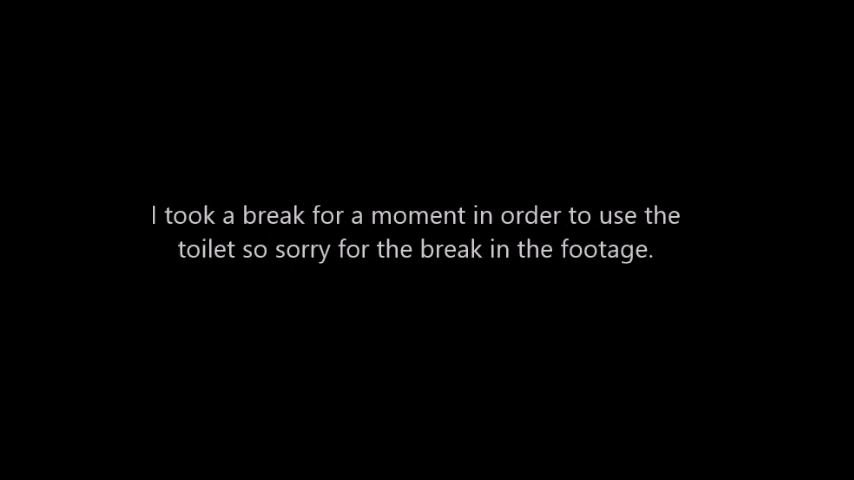 I took a break for a moment in order to use the
toilet so sorry for the break in the footage.